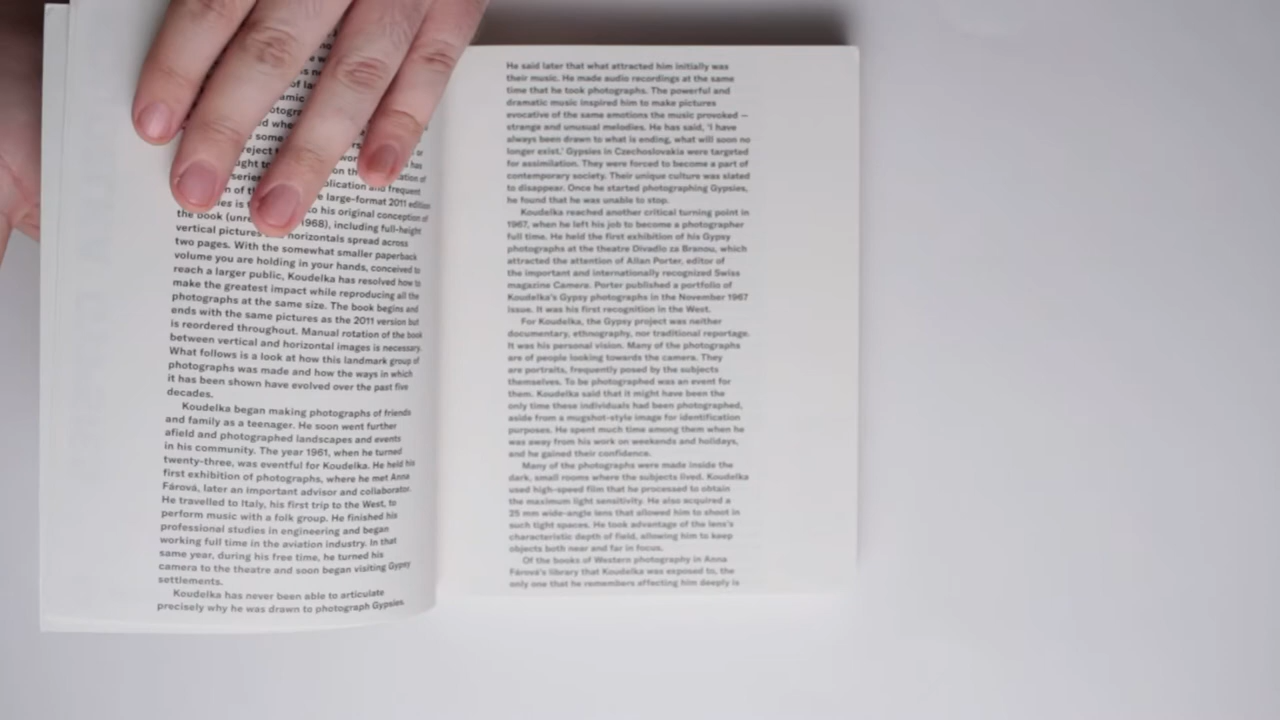 of la
amic
otogra
ed whe
some
reject t
ught to
series
plication and frequent
n of th
e large-format 2011 edition
ies is
to his original conception of
the book (unre
1968), including full-height
vertical pictures
horizontals spread across
two pages. With the somewhat smaller paperback
volume you are holding in your hands, conceived to
reach a larger public, Koudelka has resolved how to
make the greatest impact while reproducing all the
photographs at the same size. The book begins and
ends with the same pictures as the 2011 version but
is reordered throughout. Manual rotation of the book
between vertical and horizontal images is necessary.
What follows is a look at how this landmark group of
photographs was made and how the ways in which
it has been shown have evolved over the past five
decades.
Koudelka began making photographs of friends
and family as a teenager. He soon went further
afield and photographed landscapes and events
in his community. The year 1961, when he turned
twenty-three, was eventful for Koudelka. He held his
first exhibition of photographs, where he met Anna
Fárová, later an important advisor and collaborator.
He travelled to Italy, his first trip to the West, to
perform music with a folk group. He finished his
professional studies in engineering and began
working full time in the aviation industry. In that
same year, during his free time, he turned his
camera to the theatre and soon began visiting Gypsy
settlements.
Koudelka has never been able to articulate
precisely why he was drawn to photograph Gypsies.
He said later that what attracted him initially was
their music. He made audio recordings at the same
time that he took photographs. The powerful and
dramatic music inspired him to make pictures
evocative of the same emotions the music provoked —
strange and unusual melodies. He has said, 'I have
always been drawn to what is ending, what will soon no
longer exist.' Gypsies in Czechoslovakia were targeted
for assimilation. They were forced to become a part of
contemporary society. Their unique culture was slated
to disappear. Once he started photographing Gypsies,
he found that he was unable to stop.
Koudelka reached another critical turning point in
1967, when he left his job to become a photographer
full time. He held the first exhibition of his Gypsy
photographs at the theatre Divadlo za Branou, which
attracted the attention of Allan Porter, editor of
the important and internationally recognized Swiss
magazine Camera. Porter published a portfolio of
Koudelka's Gypsy photographs in the November 1967
issue. It was his first recognition in the West.
For Koudelka, the Gypsy project was neither
documentary, ethnography, nor traditional reportage.
It was his personal vision. Many of the photographs
are of people looking towards the camera. They
are portraits, frequently posed by the subjects
themselves. To be photographed was an event for
them. Koudelka said that it might have been the
only time these individuals had been photographed,
aside from a mugshot-style image for identification
purposes. He spent much time among them when he
was away from his work on weekends and holidays,
and he gained their confidence.
Many of the photographs were made inside the
dark, small rooms where the subjects lived. Koudelka
used high-speed film that he processed to obtain
the maximum light sensitivity. He also acquired a
25 mm wide-angle lens that allowed him to shoot in
such tight spaces. He took advantage of the lens's
characteristic depth of field, allowing him to keep
objects both near and far in focus.
Of the books of Western photography in Anna
Fárová's library that Koudelka was exposed to, the
only one that he remembers affecting him deeply is